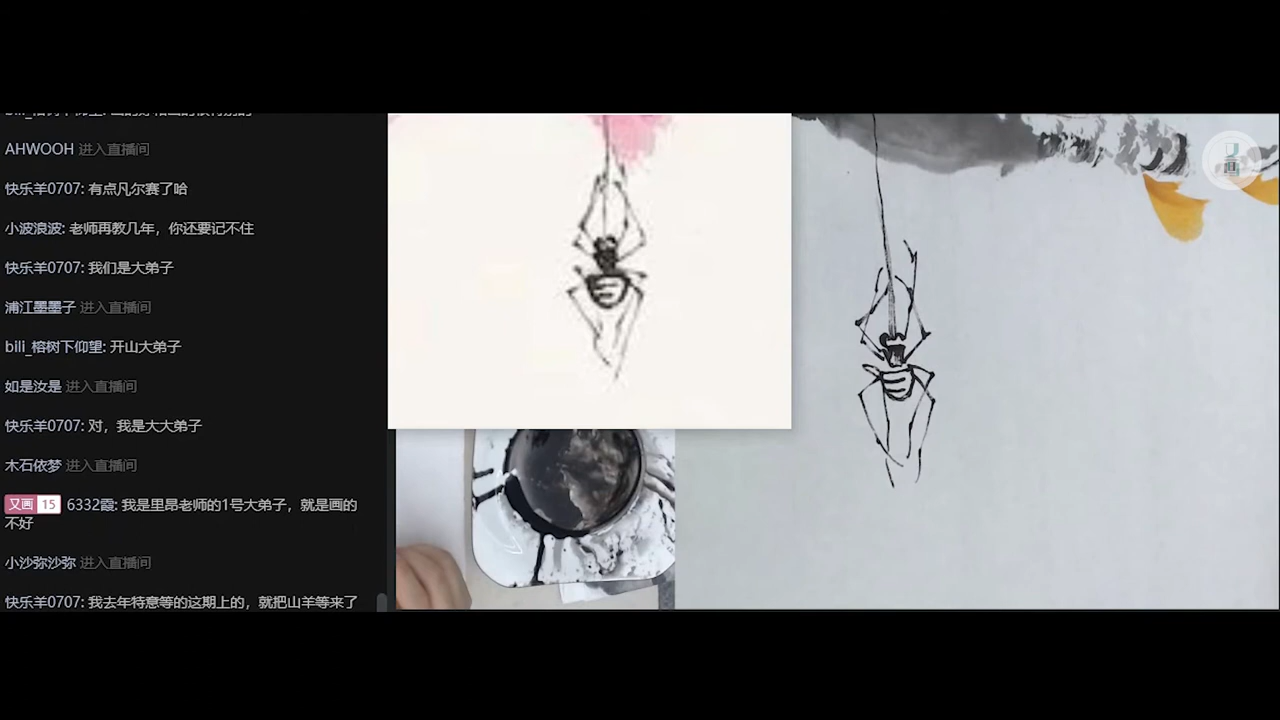 AHWOOH 进入直播间
快乐羊0707: 有点凡尔赛了哈
小波浪波: 老师再教几年，你还要记不住
快乐羊0707: 我们是大弟子
浦江墨墨子 进入直播间
bili_榕树下仰望: 开山大弟子
如是汝是 进入直播间
快乐羊0707: 对，我是大大弟子
木石依梦 进入直播间
又画 15 6332霞: 我是里昂老师的1号大弟子，就是画的
不好
小沙弥沙弥 进入直播间
快乐羊0707: 我去年特意等的这期上的，就把山羊等来了